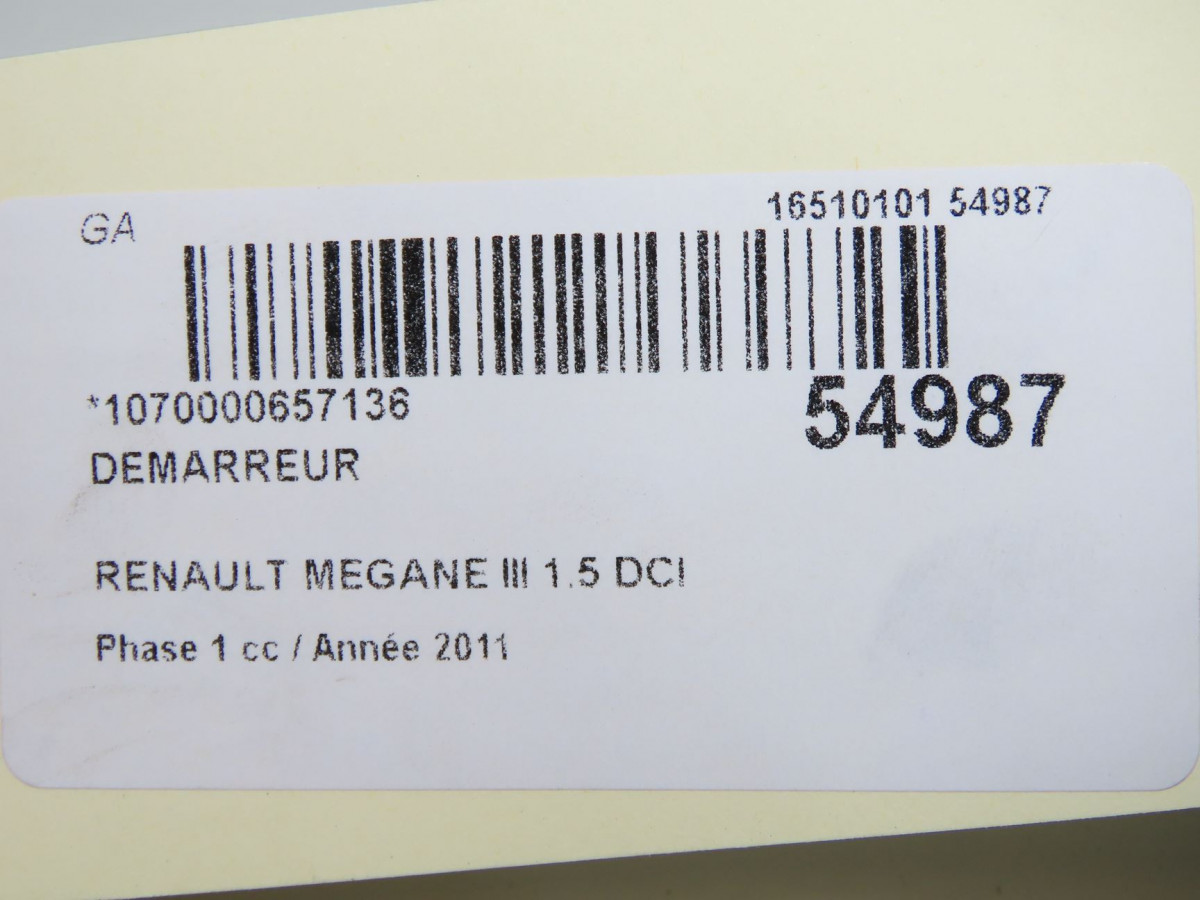 GA
16510101 54987
*1070000657136
54987
DEMARREUR
RENAULT MEGANE III 1.5 DCI
Phase 1 cc / Année 2011